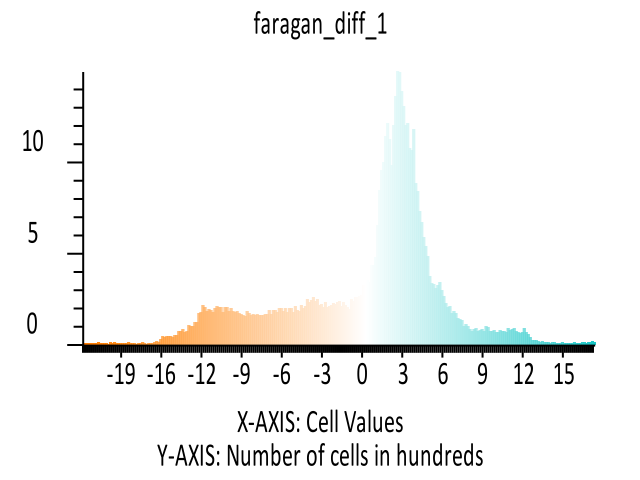 faragan_diff_1
10
5
0
-19 -16 -12 -9 -6 -3 0 3 6 9 12 15
X-AXIS: Cell Values
Y-AXIS: Number of cells in hundreds